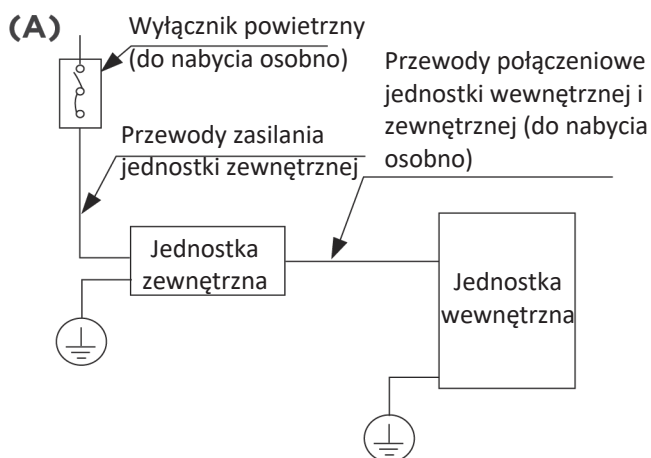 (A)
Wyłącznik powietrzny
(do nabycia osobno)
Przewody połączeniowe
jednostki wewnętrznej i
zewnętrznej (do nabycia
osobno)
Przewody zasilania
jednostki zewnętrznej
Jednostka
zewnętrzna
Jednostka
wewnętrzna